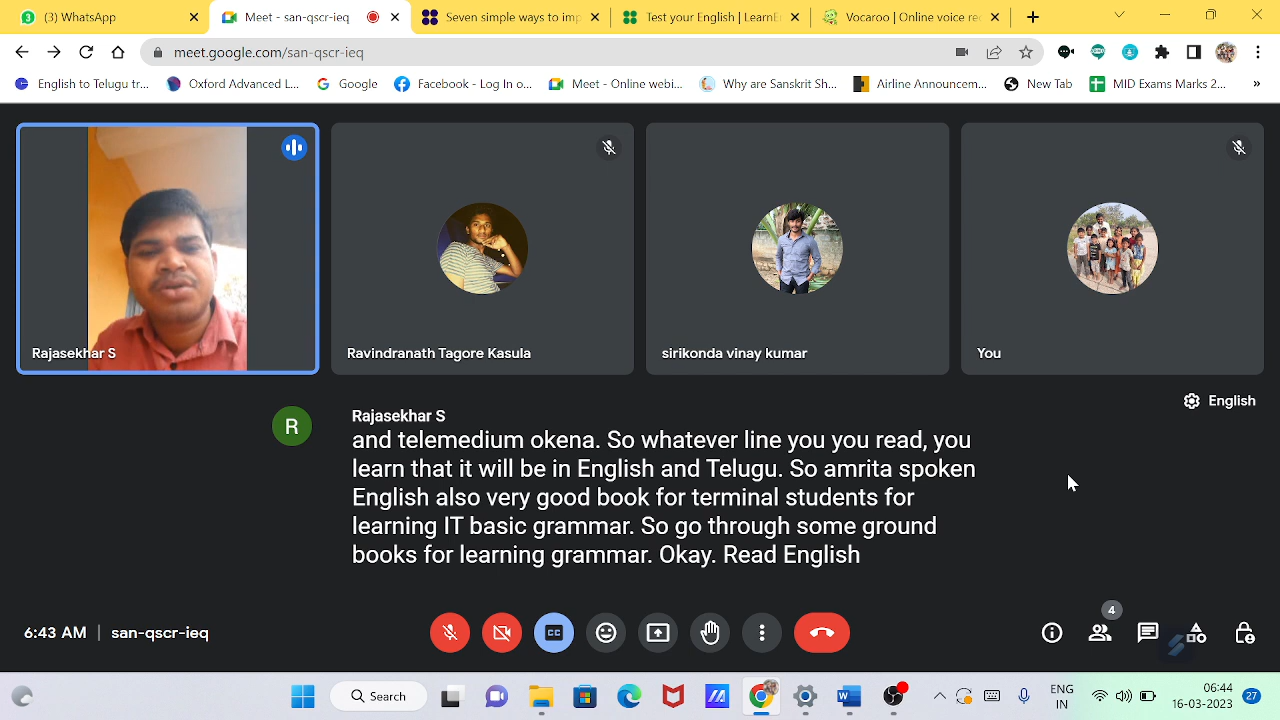 (3) WhatsApp
Meet - san-qscr-ieq
Seven simple ways to imp
Test your English | LearnE
Vocaroo | Online voice re
meet.google.com/san-qscr-ieq
English to Telugu tr...
Oxford Advanced L...
Google
Facebook - Log In o...
Meet - Online webi...
Why are Sanskrit Sh...
Airline Announcem...
New Tab
MID Exams Marks 2...
»
Rajasekhar S
Ravindranath Tagore Kasula
sirikonda vinay kumar
You
English
R
Rajasekhar S
and telemedium okena. So whatever line you you read, you
learn that it will be in English and Telugu. So amrita spoken
English also very good book for terminal students for
learning IT basic grammar. So go through some ground
books for learning grammar. Okay. Read English
4
6:43 AM | san-qscr-ieq
CC
Search
ENG
IN
06:44
16-03-2023
27